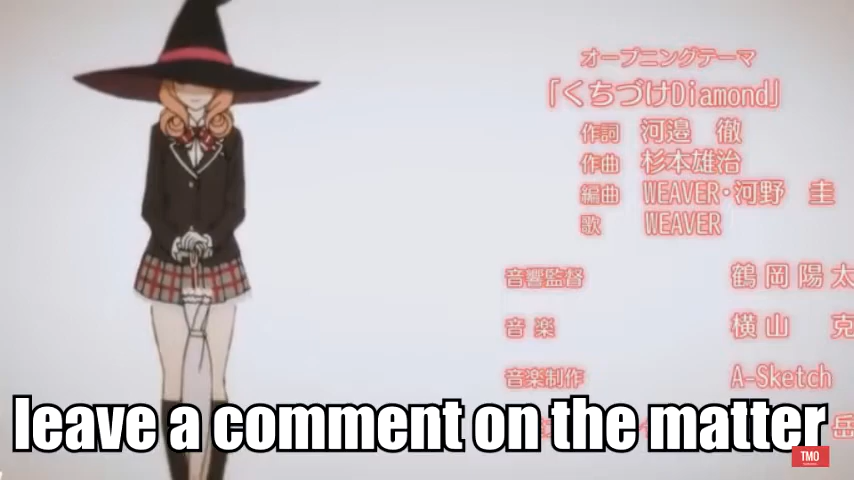 オープニングテーマ
「くちづけDiamond」
作詞 河邉 徹
作曲 杉本雄治
編曲 WEAVER・河野 圭
歌 WEAVER
音響監督 鶴岡陽太
音楽 横山 克
音楽制作 A-Sketch
岳
leave a comment on the matter
TMO